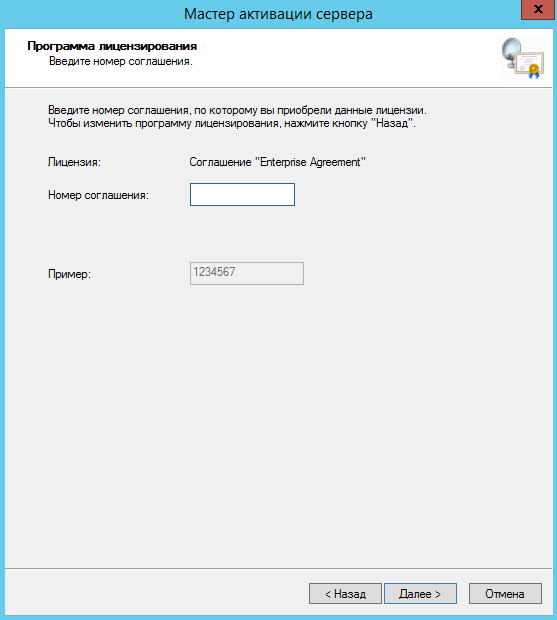 Мастер активации сервера
x
Программа лицензирования
Введите номер соглашения.
Введите номер соглашения, по которому вы приобрели данные лицензии.
Чтобы изменить программу лицензирования, нажмите кнопку "Назад".
Лицензия: Соглашение "Enterprise Agreement"
Номер соглашения:
Пример: 1234567
< Назад Далее > Отмена